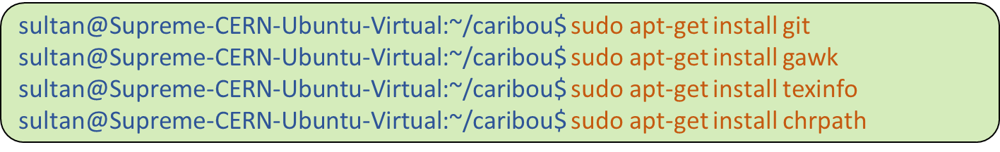 sultan@Supreme-CERN-Ubuntu-Virtual:~/caribou$ sudo apt-get install git
sultan@Supreme-CERN-Ubuntu-Virtual:~/caribou$ sudo apt-get install gawk
sultan@Supreme-CERN-Ubuntu-Virtual:~/caribou$ sudo apt-get install texinfo
sultan@Supreme-CERN-Ubuntu-Virtual:~/caribou$ sudo apt-get install chrpath